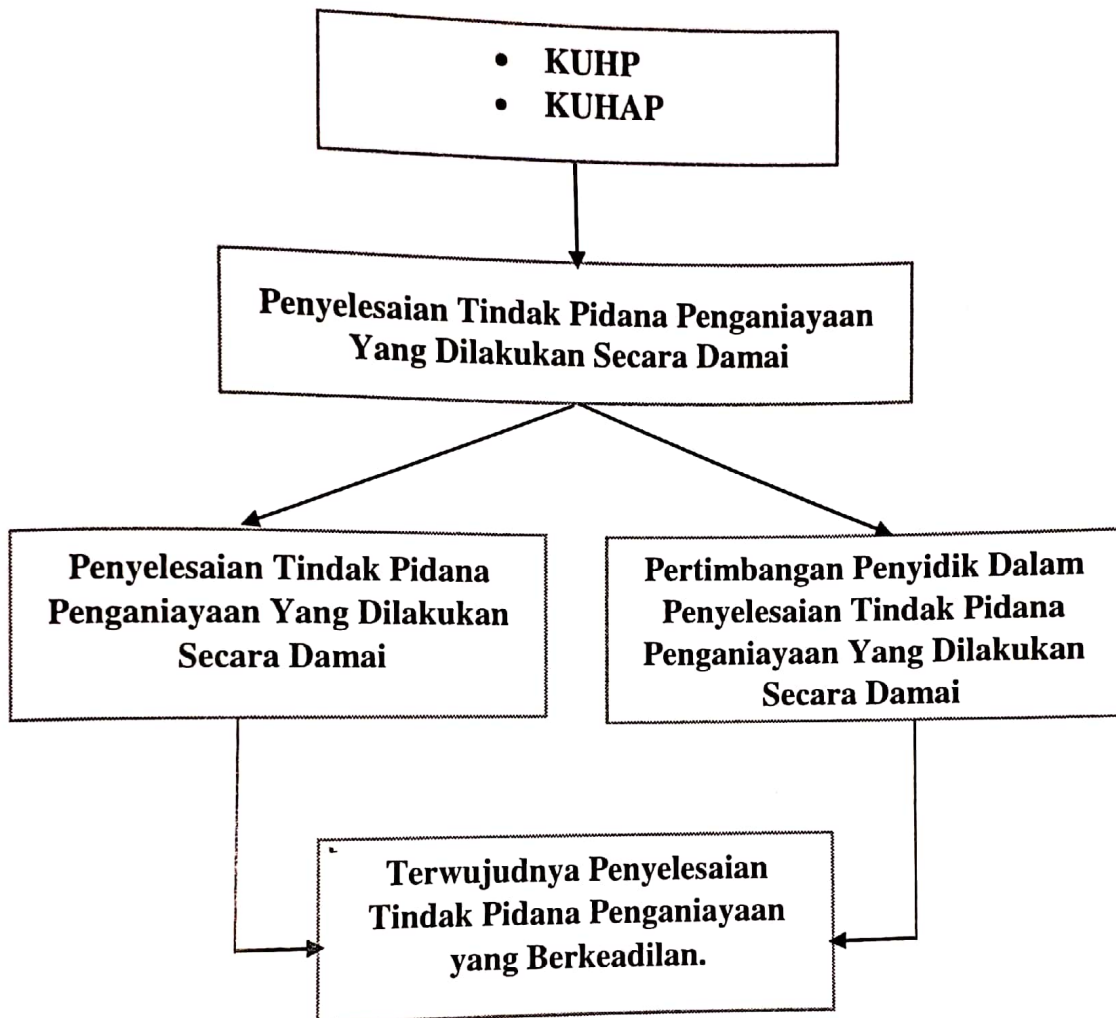 • KUHP
• KUHAP
Penyelesaian Tindak Pidana Penganiayaan
Yang Dilakukan Secara Damai
Penyelesaian Tindak Pidana
Penganiayaan Yang Dilakukan
Secara Damai
Pertimbangan Penyidik Dalam
Penyelesaian Tindak Pidana
Penganiayaan Yang Dilakukan
Secara Damai
Terwujudnya Penyelesaian
Tindak Pidana Penganiayaan
yang Berkeadilan.